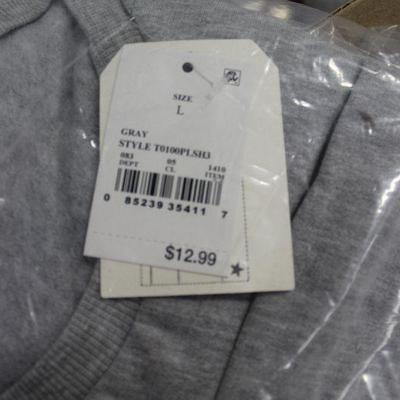 SIZE
L
GRAY
STYLE T0100PLSH3
083 05 1410
DEPT CL ITEM
0 85239 35411 7
$12.99